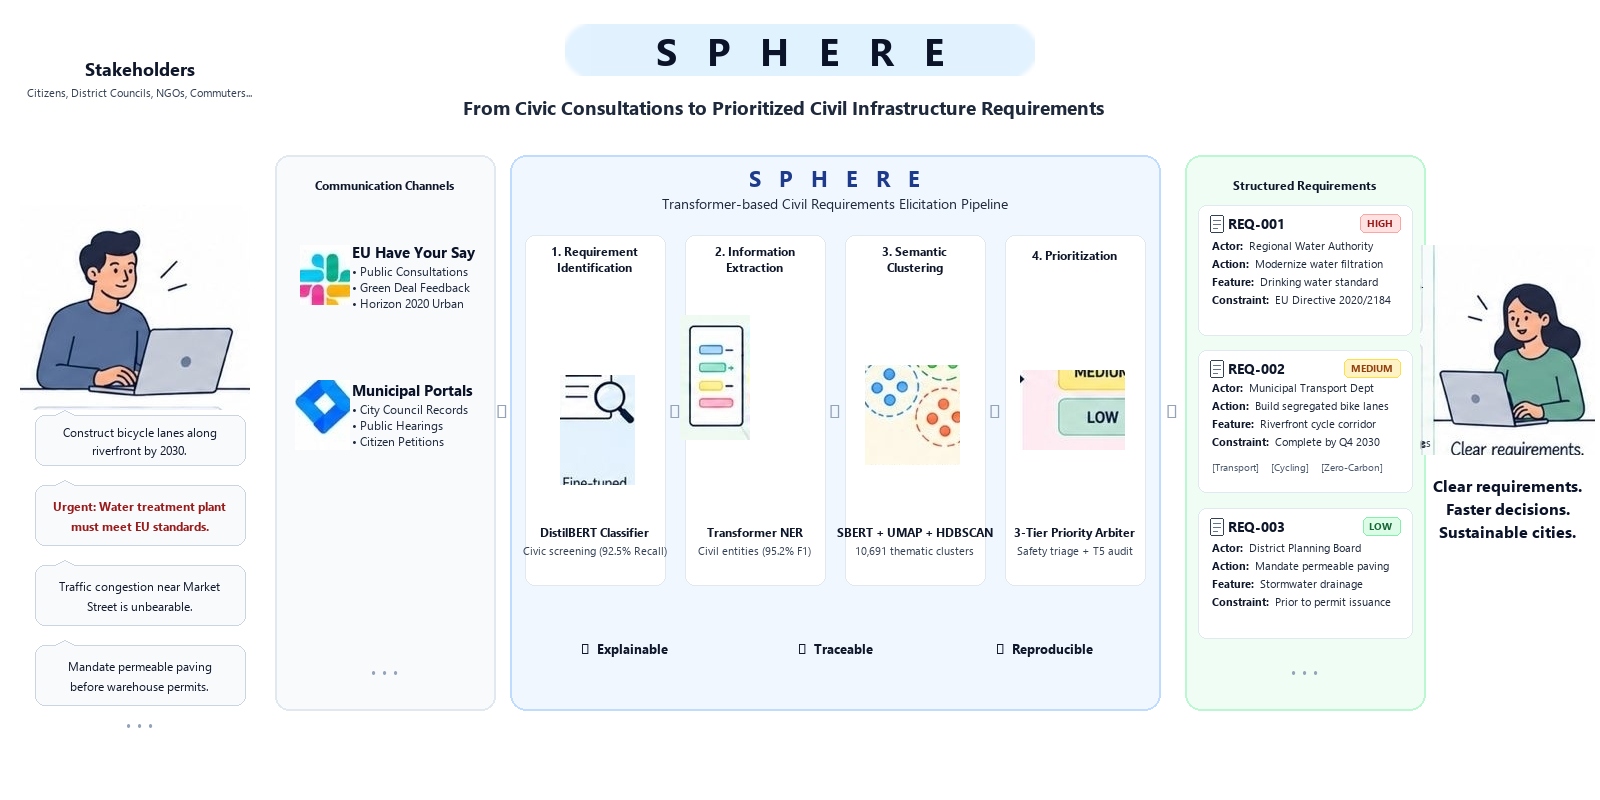 S P H E R E
From Civic Consultations to Prioritized Civil Infrastructure Requirements
Stakeholders
Citizens, District Councils, NGOs, Commuters...
Construct bicycle lanes along
riverfront by 2030.
Urgent: Water treatment plant
must meet EU standards.
Traffic congestion near Market
Street is unbearable.
Mandate permeable paving
before warehouse permits.
...
Communication Channels
EU Have Your Say
• Public Consultations
• Green Deal Feedback
• Horizon 2020 Urban
Municipal Portals
• City Council Records
• Public Hearings
• Citizen Petitions
...
S P H E R E
Transformer-based Civil Requirements Elicitation Pipeline
1. Requirement
Identification
Fine-tuned
DistilBERT Classifier
Civic screening (92.5% Recall)
2. Information
Extraction
Transformer NER
Civil entities (95.2% F1)
3. Semantic
Clustering
SBERT + UMAP + HDBSCAN
10,691 thematic clusters
4. Prioritization
MEDIUM
LOW
3-Tier Priority Arbiter
Safety triage + T5 audit
Explainable
Traceable
Reproducible
Structured Requirements
REQ-001
HIGH
Actor: Regional Water Authority
Action: Modernize water filtration
Feature: Drinking water standard
Constraint: EU Directive 2020/2184
REQ-002
MEDIUM
Actor: Municipal Transport Dept
Action: Build segregated bike lanes
Feature: Riverfront cycle corridor
Constraint: Complete by Q4 2030
[Transport] [Cycling] [Zero-Carbon]
REQ-003
LOW
Actor: District Planning Board
Action: Mandate permeable paving
Feature: Stormwater drainage
Constraint: Prior to permit issuance
...
Clear requirements.
Clear requirements.
Faster decisions.
Sustainable cities.